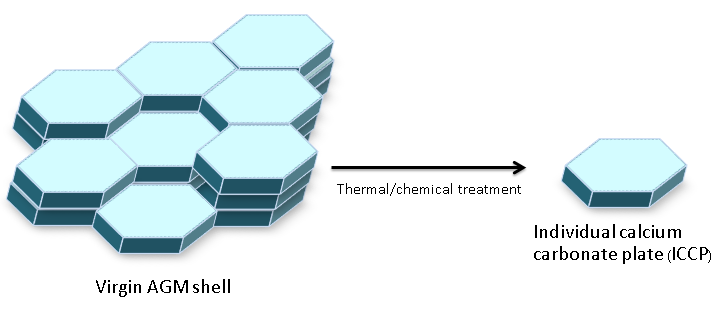 Thermal/chemical treatment
Individual calcium
carbonate plate (ICCP)
Virgin AGM shell